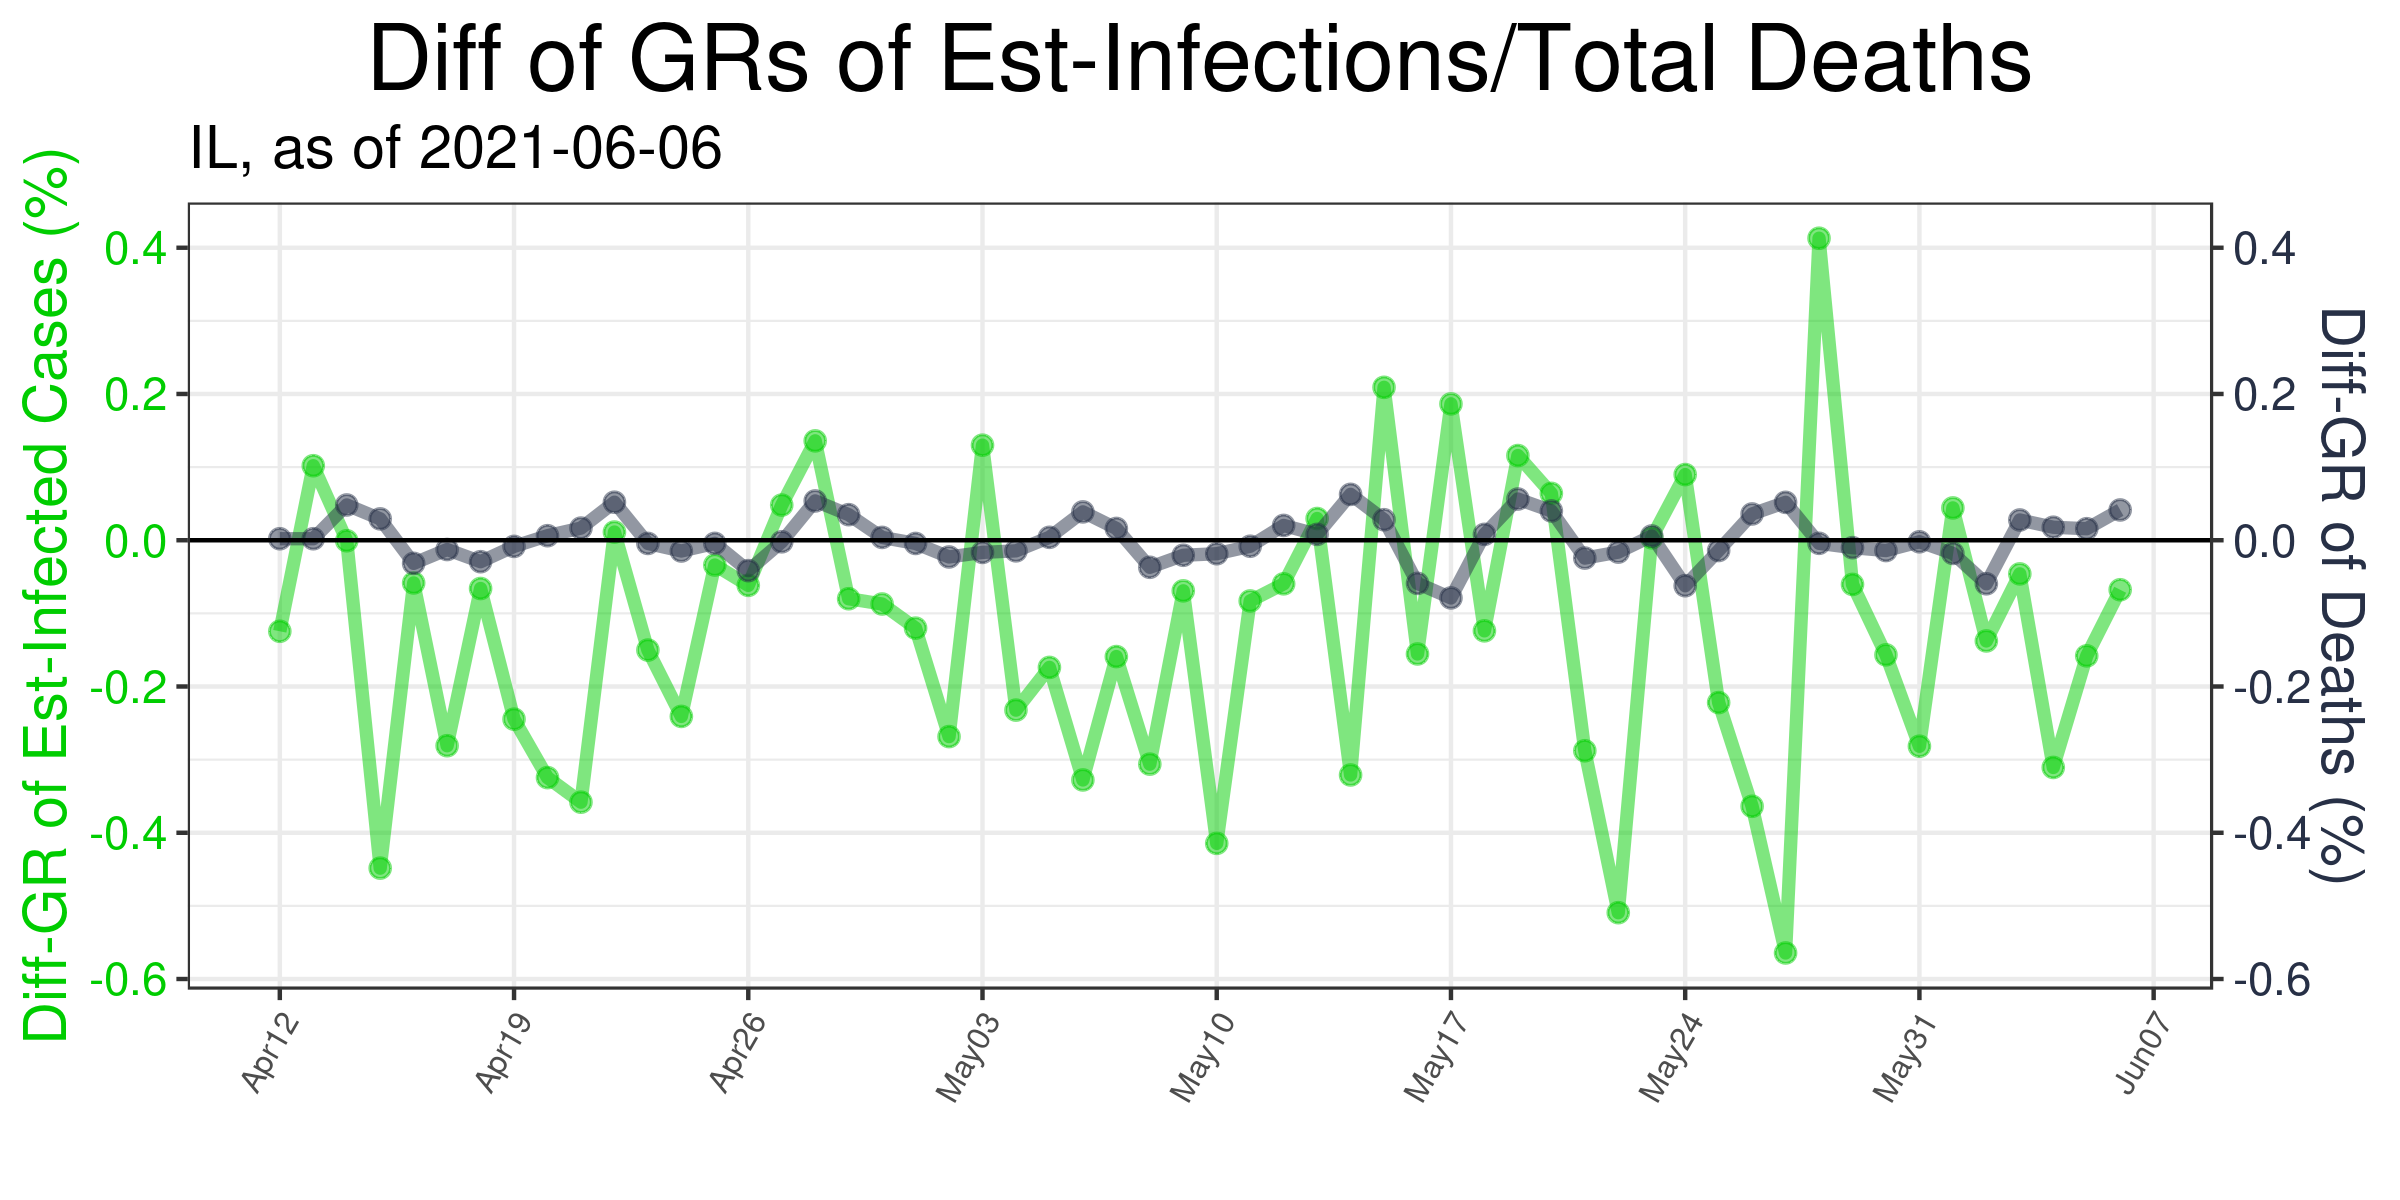 Diff of GRs of Est-Infections/Total Deaths
IL, as of 2021-06-06
Diff-GR of Est-Infected Cases (%)
0.4
0.2
0.0
-0.2
-0.4
-0.6
0.4
0.2
0.0
-0.2
-0.4
-0.6
Diff-GR of Deaths (%)
Apr12
Apr19
Apr26
May03
May10
May17
May24
May31
Jun07